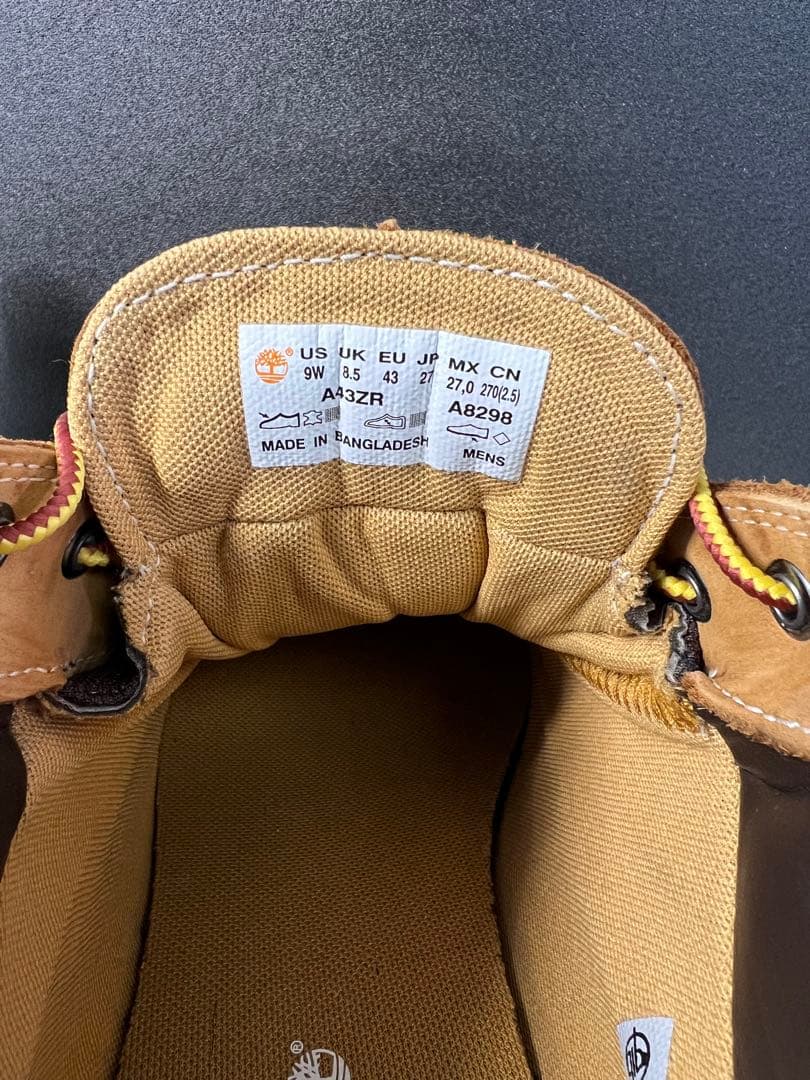 ® US UK EU JP MX CN
9W 8.5 43 27 27,0 270(2.5)
A43ZR A8298
MADE IN BANGLADESH MENS
®